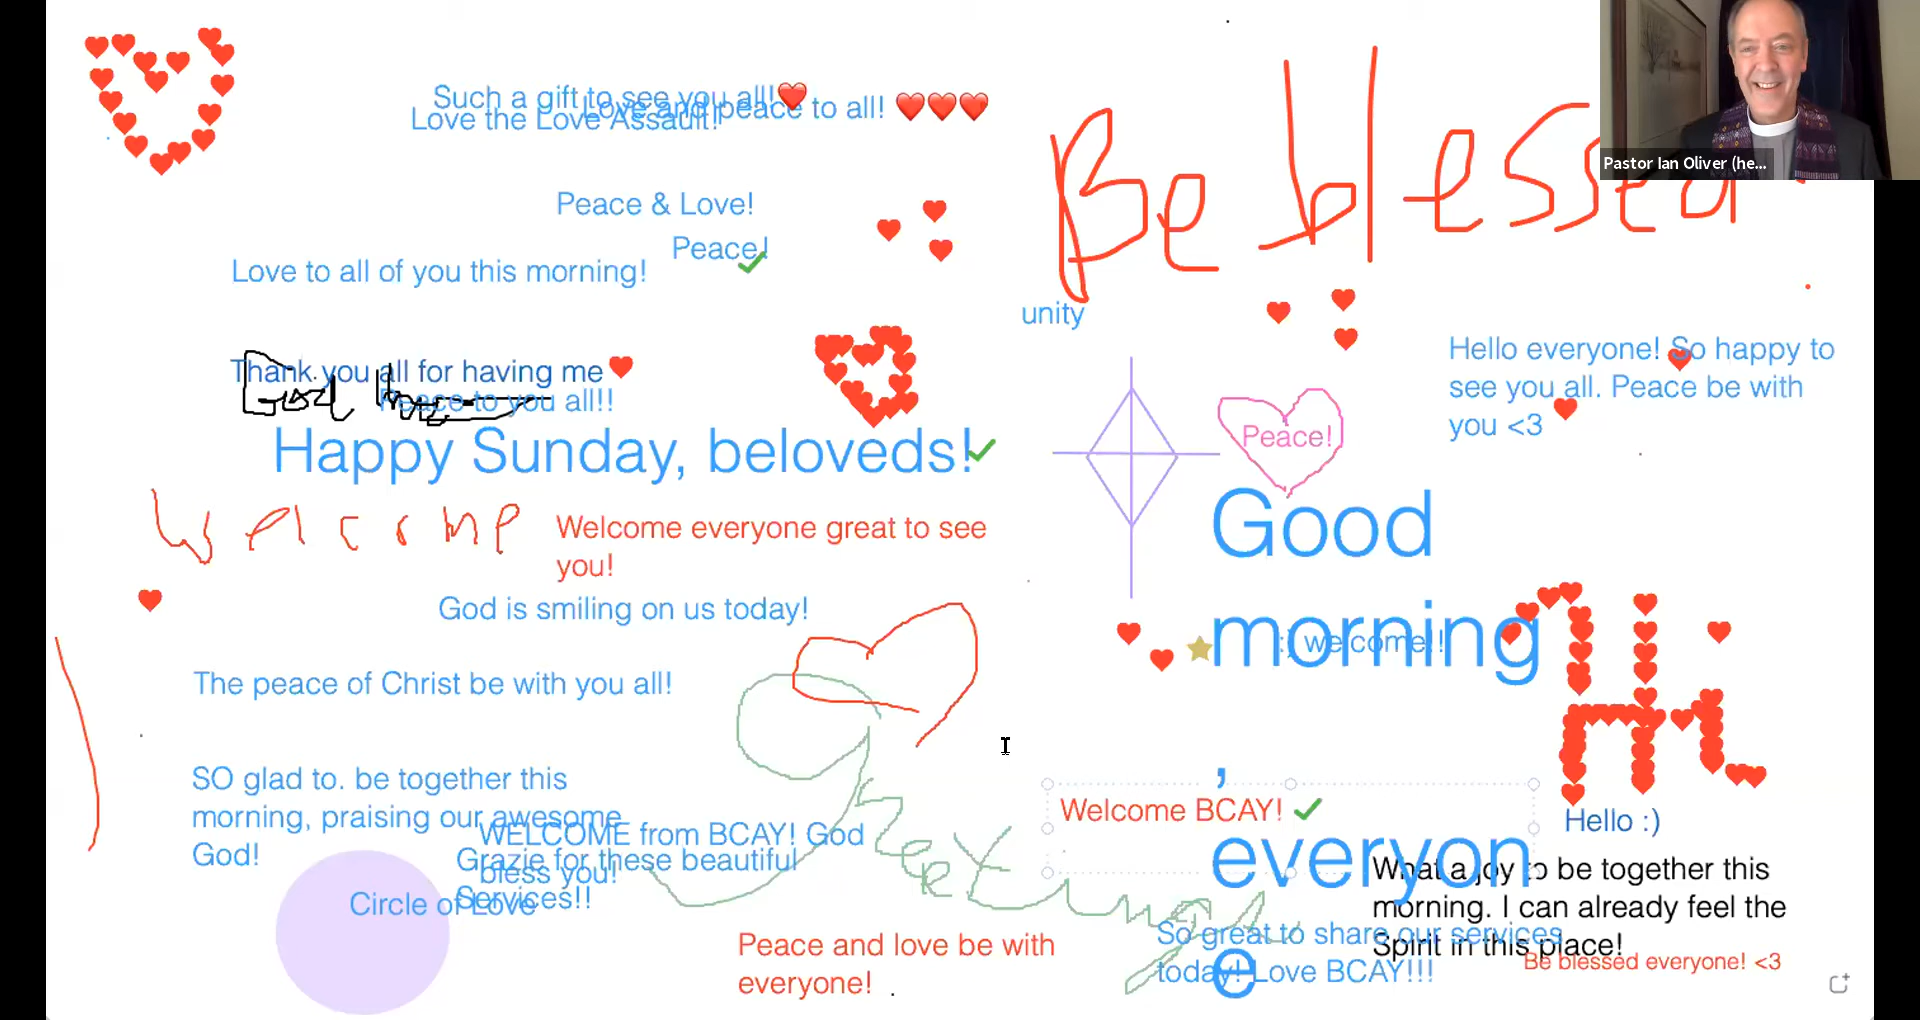 Such a gift to see you all!❤️
Love and peace to all! ❤️❤️❤️
Love the Love Assault!
Be blessed
Pastor Ian Oliver (he...
Peace & Love!
Peace!
Love to all of you this morning!
unity
Hello everyone! So happy to
see you all. Peace be with
you <3
Thank you all for having me
Peace to you all!!
Peace!
Happy Sunday, beloveds!
Good
morning
,
everyon
e
Welcome
Welcome everyone great to see
you!
God is smiling on us today!
:) welcome!!
The peace of Christ be with you all!
Hi
SO glad to. be together this
morning, praising our awesome
God!
WELCOME from BCAY! God
bless you!
Grazie for these beautiful
Services!!
Circle of Love
Greetings
Welcome BCAY!
Hello :)
What a joy to be together this
morning. I can already feel the
Spirit in this place!
So great to share our services
today! Love BCAY!!!
Be blessed everyone! <3
Peace and love be with
everyone!